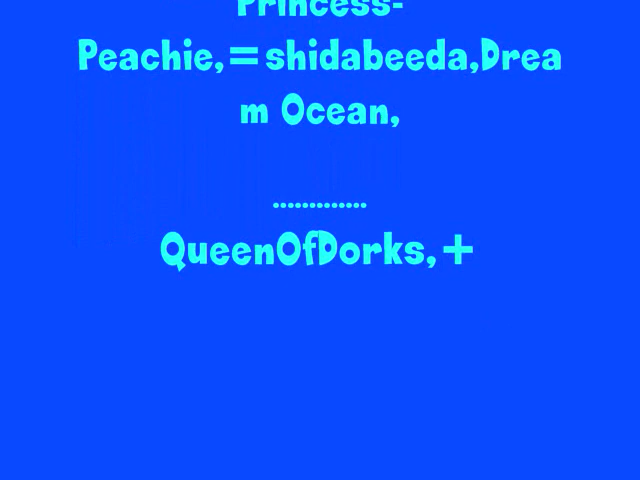 Princess-
Peachie,=shidabeeda,Drea
m Ocean,
.............
QueenOfDorks,+